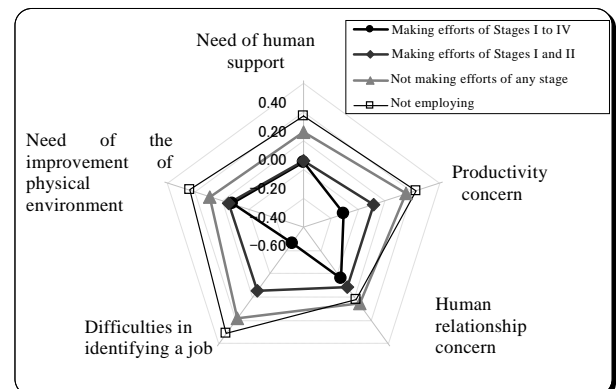 Making efforts of Stages I to IV
Making efforts of Stages I and II
Not making efforts of any stage
Not employing
Need of human
support
0.40
0.20
0.00
-0.20
-0.40
-0.60
Need of the
improvement of
physical
environment
Productivity
concern
Difficulties in
identifying a job
Human
relationship
concern